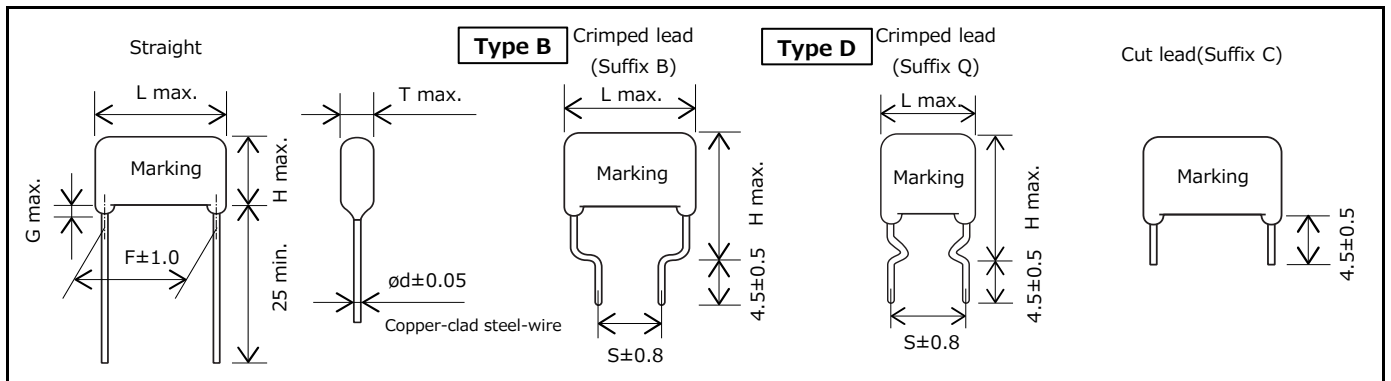 Straight
L max.
T max.
Marking
H max.
G max.
F±1.0
25 min.
ød±0.05
Copper-clad steel-wire
Type B
Crimped lead
(Suffix B)
L max.
Marking
H max.
4.5±0.5
S±0.8
Type D
Crimped lead
(Suffix Q)
L max.
Marking
H max.
4.5±0.5
S±0.8
Cut lead(Suffix C)
Marking
4.5±0.5